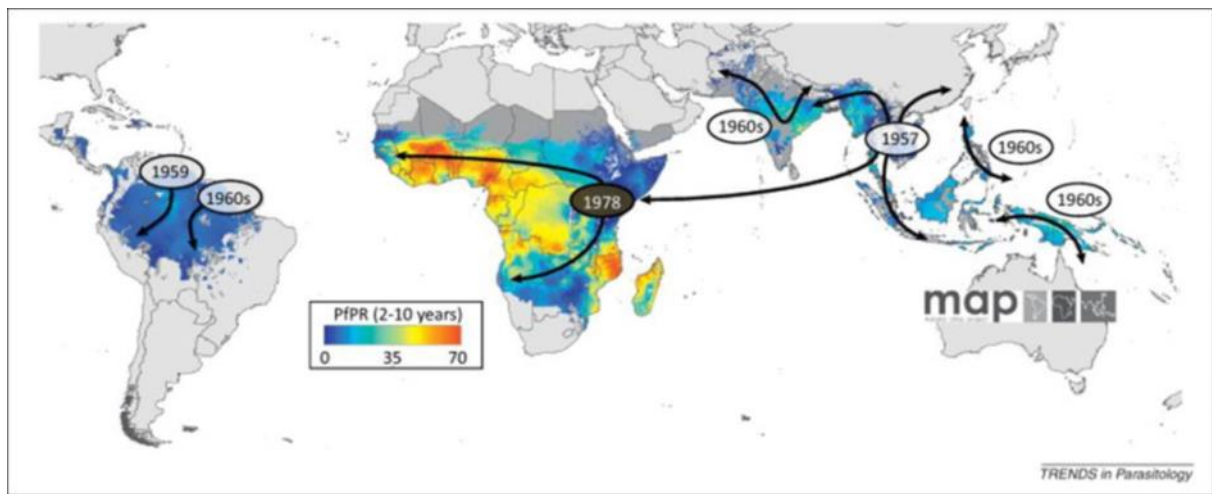 1959
1960s
1978
1960s
1957
1960s
1960s
PfPR (2-10 years)
0 35 70
map
TRENDS in Parasitology